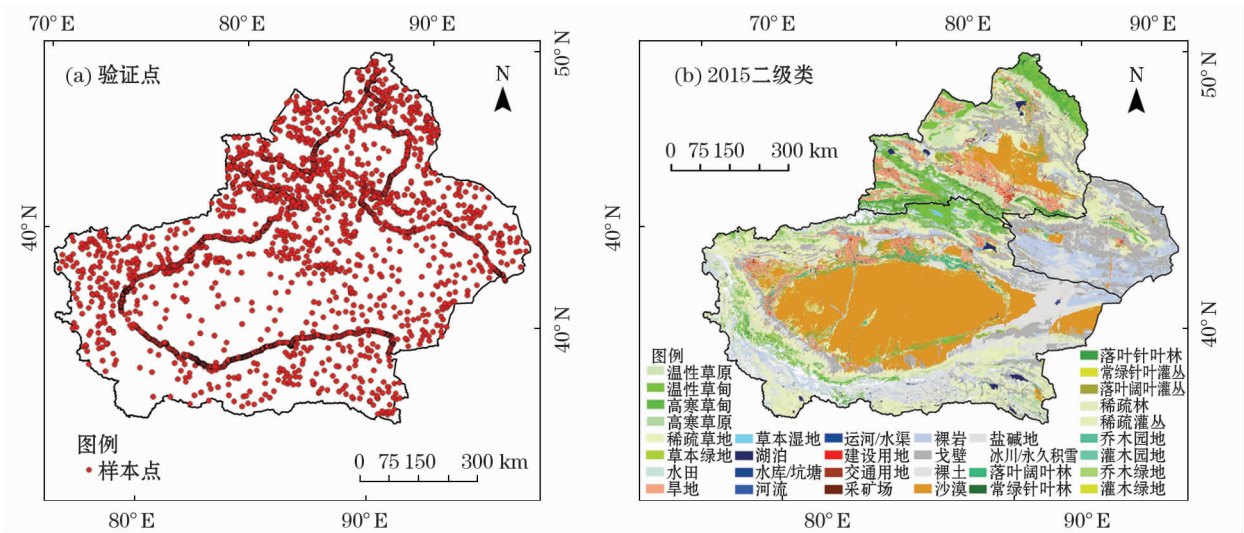 70° E 80° E 90° E
(a) 验证点
N
50° N
40° N
40° N
图例
样本点
0 75 150 300 km
80° E 90° E
70° E 80° E 90° E
(b) 2015二级类
N
50° N
0 75 150 300 km
40° N
40° N
图例
温性草原
温性草甸
高寒草甸
高寒草原
稀疏草地
草本绿地
水田
旱地
草本湿地
湖泊
水库/坑塘
河流
运河/水渠
建设用地
交通用地
采矿场
裸岩
戈壁
裸土
沙漠
盐碱地
冰川/永久积雪
落叶阔叶林
常绿针叶林
落叶针叶林
常绿针叶灌丛
落叶阔叶灌丛
稀疏林
稀疏灌丛
乔木园地
灌木园地
乔木绿地
灌木绿地
80° E 90° E